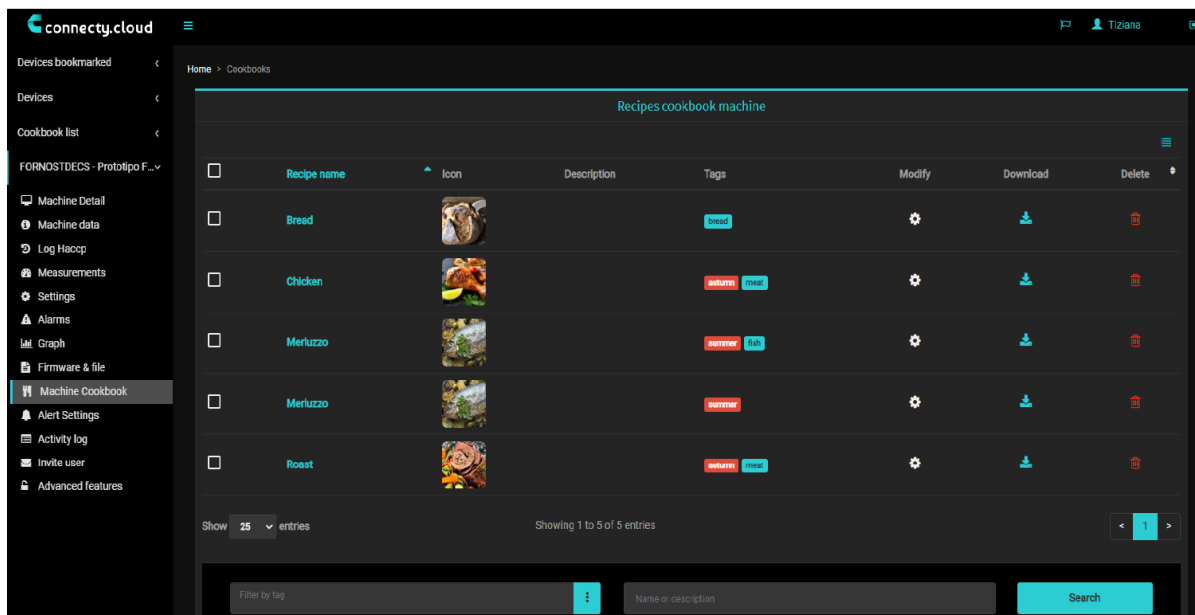 connecty.cloud
Tiziana
Devices bookmarked
Devices
Cookbook list
FORNOSTDECS - Prototipo F...
Machine Detail
Machine data
Log Haccp
Measurements
Settings
Alarms
Graph
Firmware & file
Machine Cookbook
Alert Settings
Activity log
Invite user
Advanced features
Home > Cookbooks
Recipes cookbook machine
Recipe name Icon Description Tags Modify Download Delete
Bread bread
Chicken autumn meat
Merluzzo summer fish
Merluzzo summer
Roast autumn meat
Show 25 entries Showing 1 to 5 of 5 entries < 1 >
Filter by tag Name or description Search